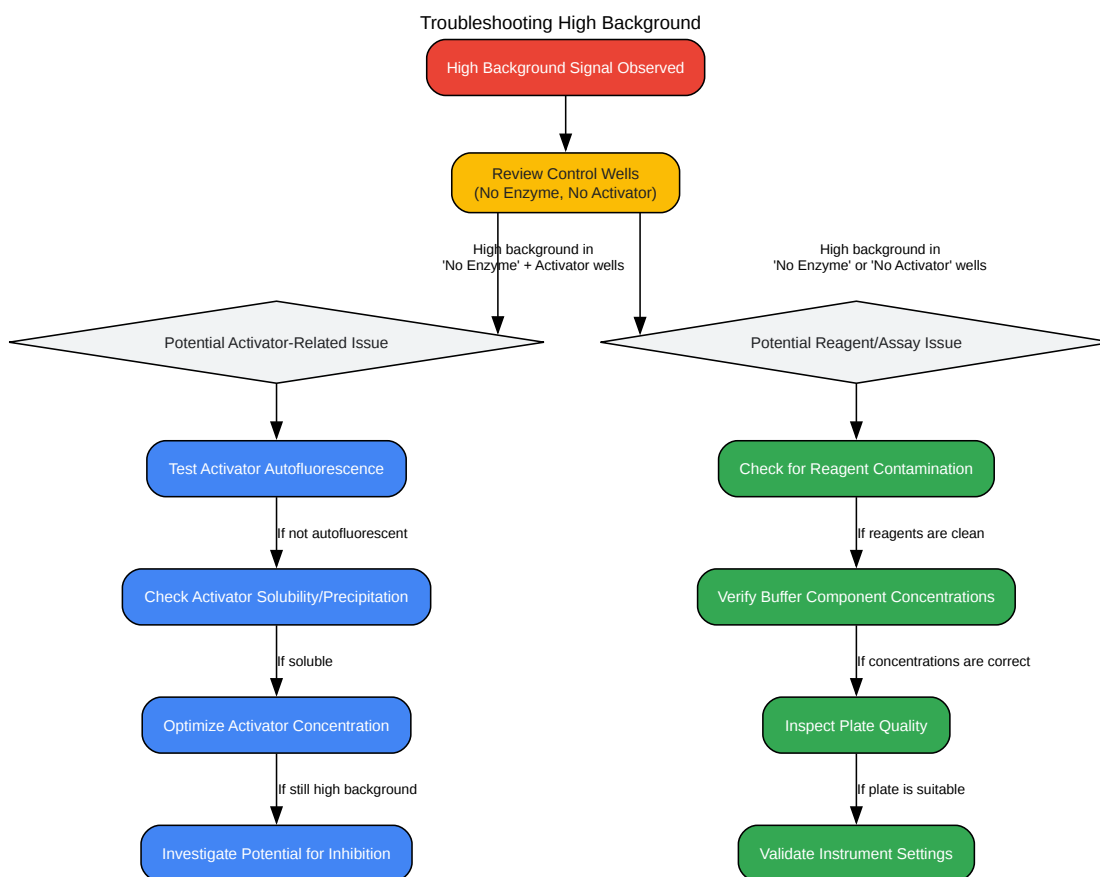 Troubleshooting High Background
High Background Signal Observed
Review Control Wells
(No Enzyme, No Activator)
High background in
'No Enzyme' + Activator wells
High background in
'No Enzyme' or 'No Activator' wells
Potential Activator-Related Issue
Potential Reagent/Assay Issue
Test Activator Autofluorescence
Check for Reagent Contamination
If not autofluorescent
If reagents are clean
Check Activator Solubility/Precipitation
Verify Buffer Component Concentrations
If soluble
If concentrations are correct
Optimize Activator Concentration
Inspect Plate Quality
If still high background
If plate is suitable
Investigate Potential for Inhibition
Validate Instrument Settings